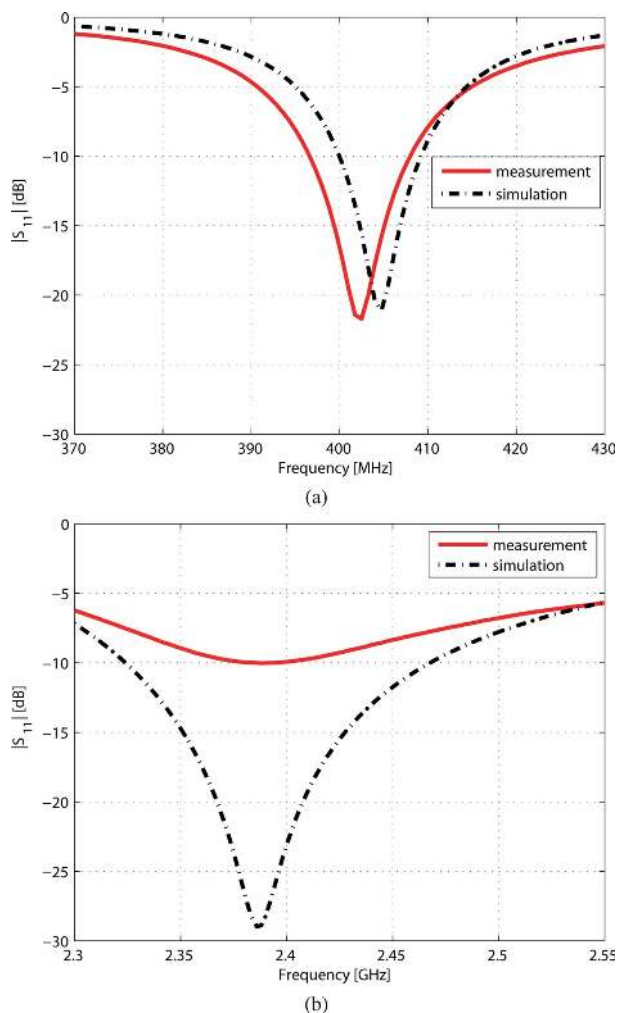 0
−5
−10
−15
−20
−25
−30
|S 11| [dB]
measurement
simulation
370 380 390 400 410 420 430
Frequency [MHz]
(a)
0
−5
−10
−15
−20
−25
−30
|S 11| [dB]
measurement
simulation
2.3 2.35 2.4 2.45 2.5 2.55
Frequency [GHz]
(b)